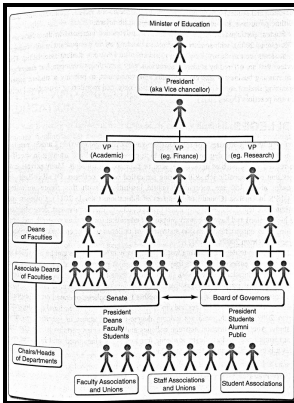 Minister of Education
President
(aka Vice chancellor)
VP
(Academic)
VP
(eg. Finance)
VP
(eg. Research)
Deans
of Faculties
Associate Deans
of Faculties
Senate
Board of Governors
President
Deans
Faculty
Students
President
Students
Alumni
Public
Chairs/Heads
of Departments
Faculty Associations
and Unions
Staff Associations
and Unions
Student Associations